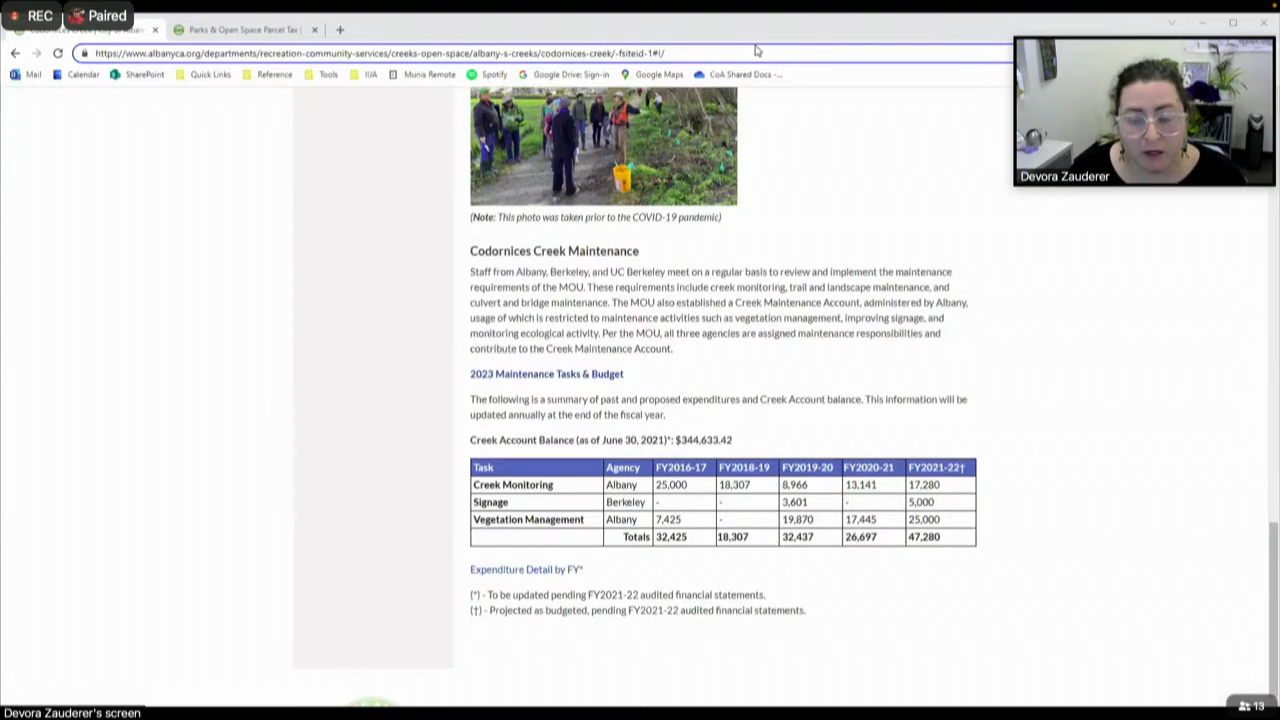 REC
Paired
Parks & Open Space Parcel Tax
https://www.albanyca.org/departments/recreation-community-services/creeks-open-space/albany-s-creeks/codornices-creek/-fsiteid-1#!/
Mail
Calendar
SharePoint
Quick Links
Reference
Tools
IUA
Munis Remote
Spotify
Google Drive: Sign-in
Google Maps
CoA Shared Docs -...
Devora Zauderer
(Note: This photo was taken prior to the COVID-19 pandemic)
Codornices Creek Maintenance
Staff from Albany, Berkeley, and UC Berkeley meet on a regular basis to review and implement the maintenance
requirements of the MOU. These requirements include creek monitoring, trail and landscape maintenance, and
culvert and bridge maintenance. The MOU also established a Creek Maintenance Account, administered by Albany,
usage of which is restricted to maintenance activities such as vegetation management, improving signage, and
monitoring ecological activity. Per the MOU, all three agencies are assigned maintenance responsibilities and
contribute to the Creek Maintenance Account.
2023 Maintenance Tasks & Budget
The following is a summary of past and proposed expenditures and Creek Account balance. This information will be
updated annually at the end of the fiscal year.
Creek Account Balance (as of June 30, 2021)*: $344,633.42
Task Agency FY2016-17 FY2018-19 FY2019-20 FY2020-21 FY2021-22†
Creek Monitoring Albany 25,000 18,307 8,966 13,141 17,280
Signage Berkeley - - 3,601 - 5,000
Vegetation Management Albany 7,425 - 19,870 17,445 25,000
Totals 32,425 18,307 32,437 26,697 47,280
Expenditure Detail by FY*
(*) - To be updated pending FY2021-22 audited financial statements.
(†) - Projected as budgeted, pending FY2021-22 audited financial statements.
13
Devora Zauderer's screen